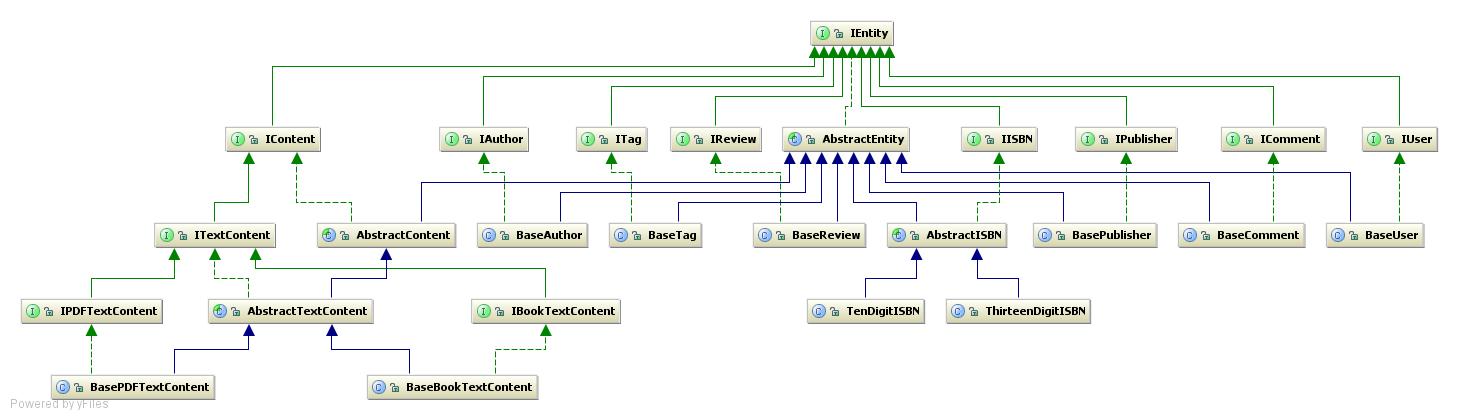 IEntity
IContent IAuthor ITag IReview AbstractEntity IISBN IPublisher IComment IUser
ITextContent AbstractContent BaseAuthor BaseTag BaseReview AbstractISBN BasePublisher BaseComment BaseUser
IPDFTextContent AbstractTextContent IBookTextContent TenDigitISBN ThirteenDigitISBN
BasePDFTextContent BaseBookTextContent
Powered by yFiles